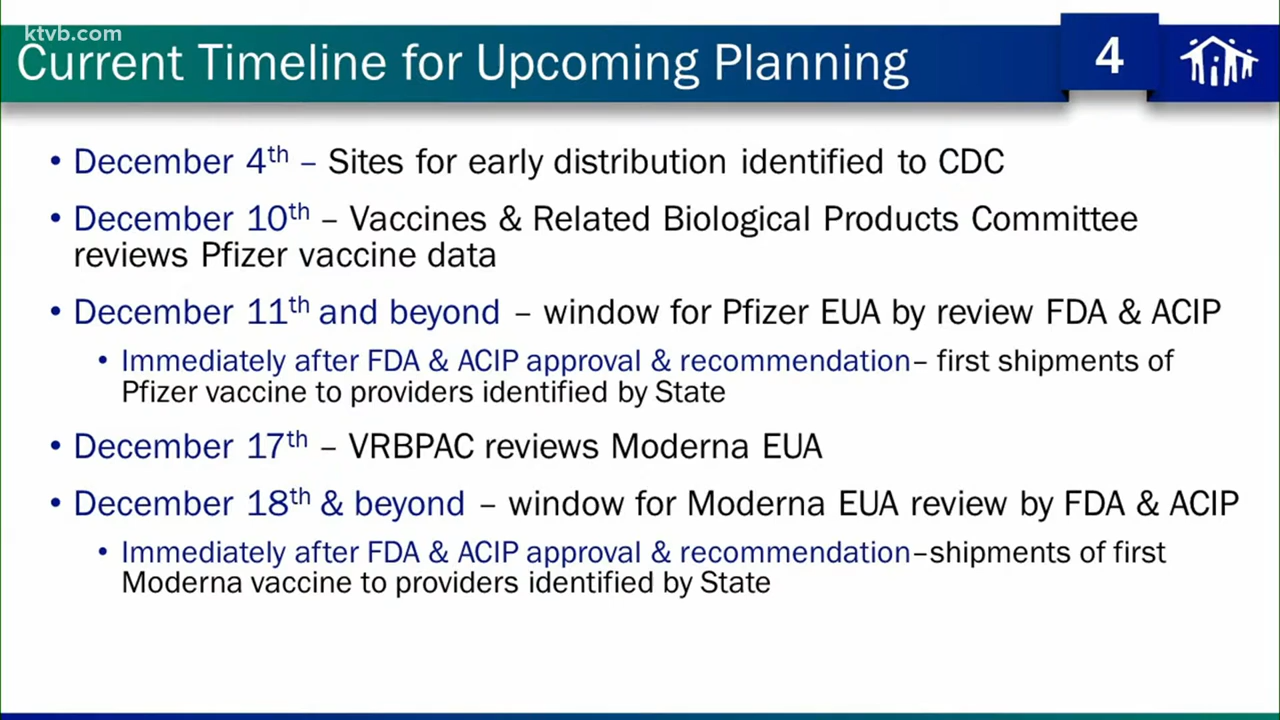 ktvb.com
Current Timeline for Upcoming Planning
4
• December 4th – Sites for early distribution identified to CDC
• December 10th – Vaccines & Related Biological Products Committee
reviews Pfizer vaccine data
• December 11th and beyond – window for Pfizer EUA by review FDA & ACIP
• Immediately after FDA & ACIP approval & recommendation– first shipments of
Pfizer vaccine to providers identified by State
• December 17th – VRBPAC reviews Moderna EUA
• December 18th & beyond – window for Moderna EUA review by FDA & ACIP
• Immediately after FDA & ACIP approval & recommendation–shipments of first
Moderna vaccine to providers identified by State